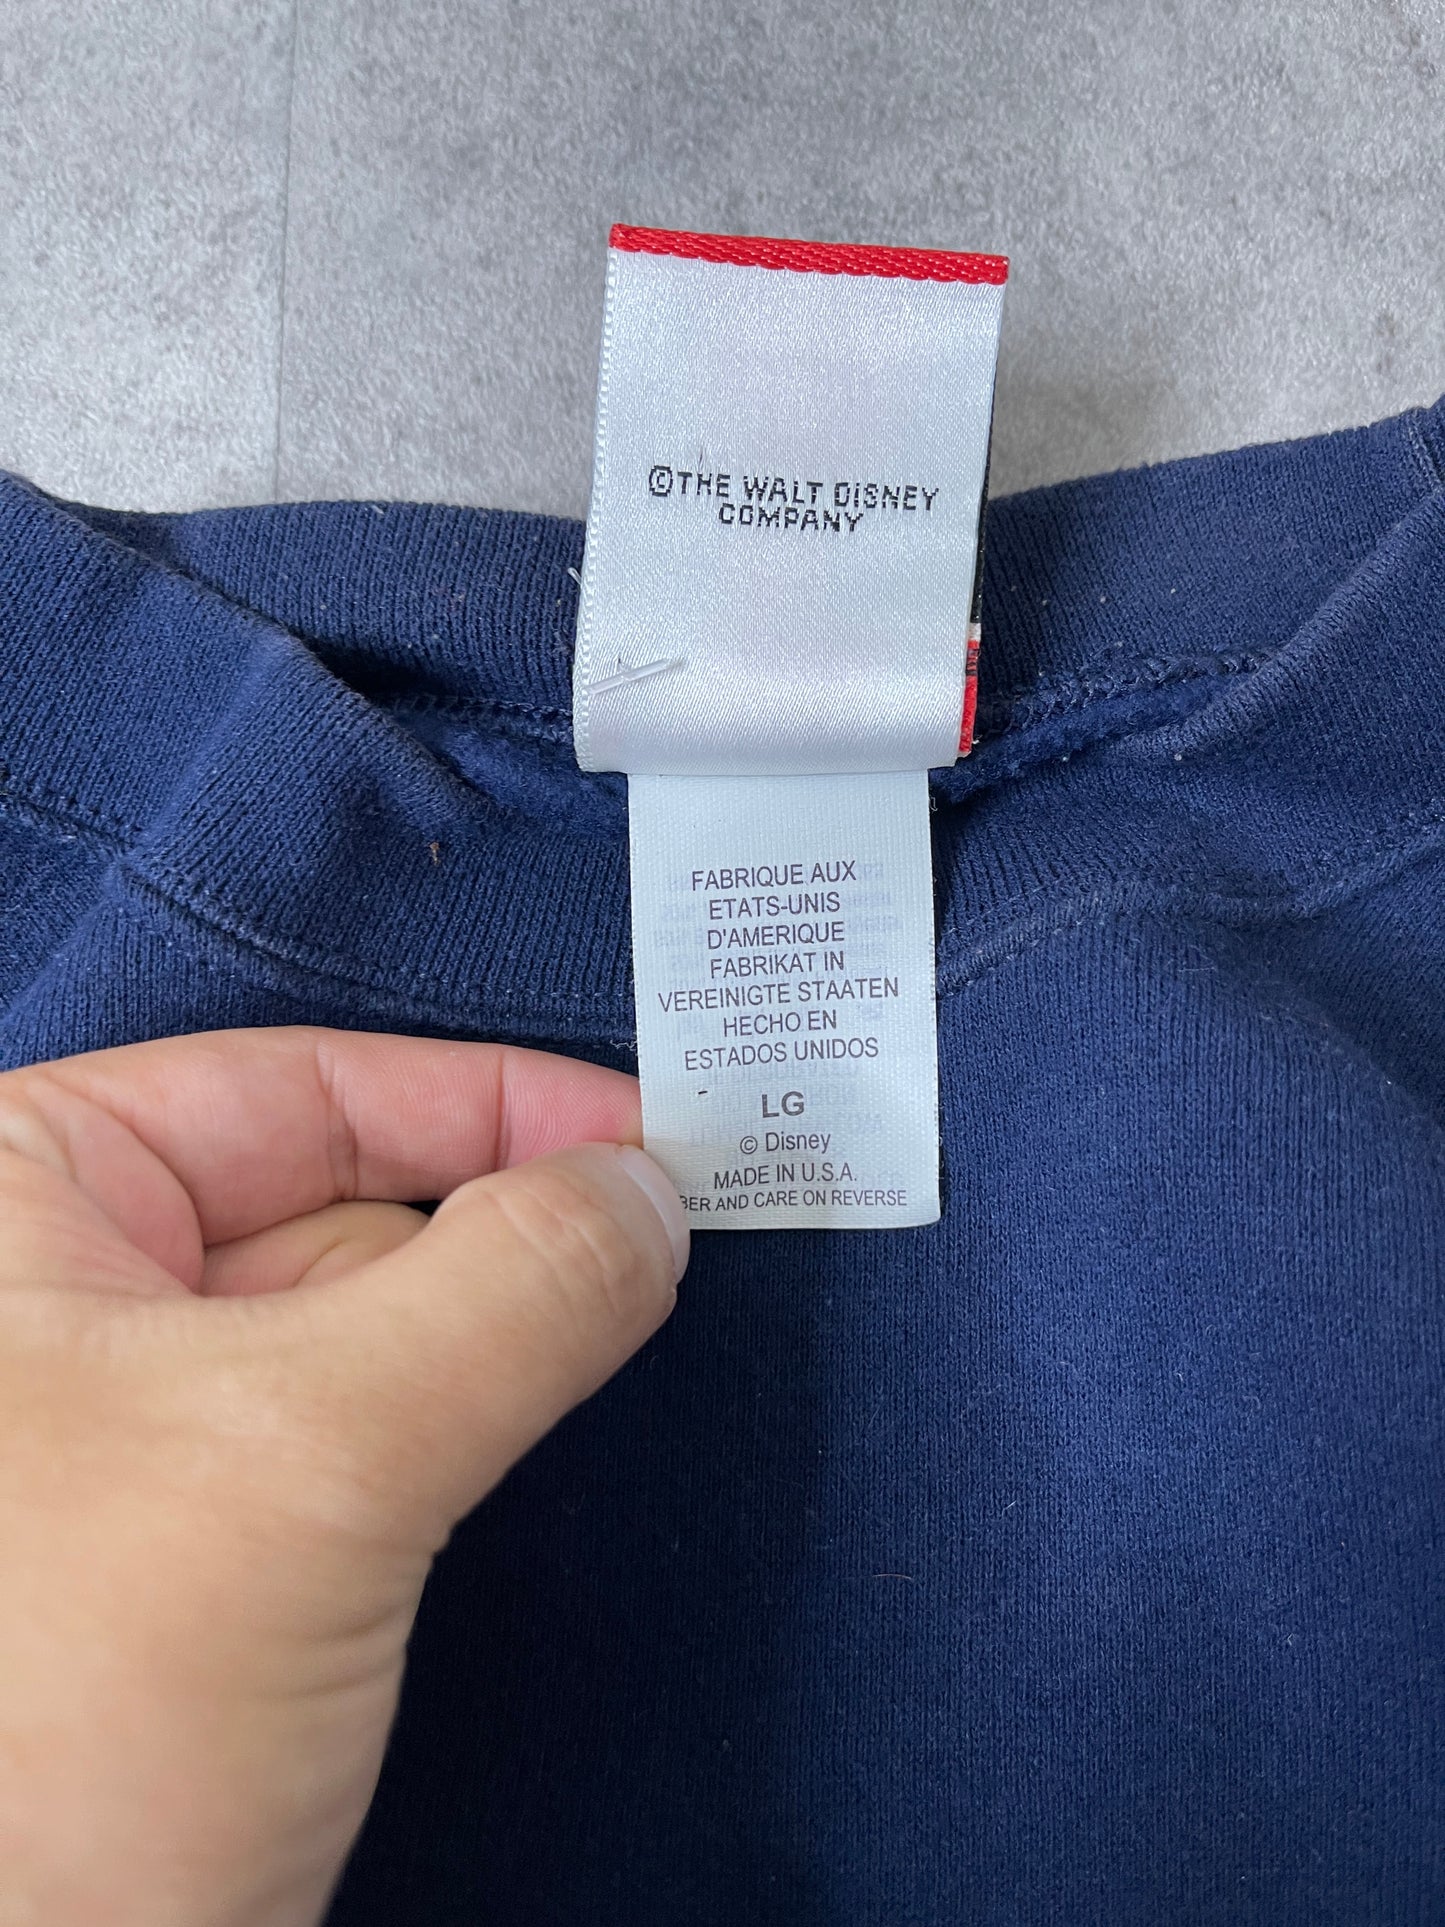 ©THE WALT DISNEY
COMPANY
FABRIQUE AUX
ETATS-UNIS
D'AMERIQUE
FABRIKAT IN
VEREINIGTE STAATEN
HECHO EN
ESTADOS UNIDOS
LG
© Disney
MADE IN U.S.A.
AND CARE ON REVERSE